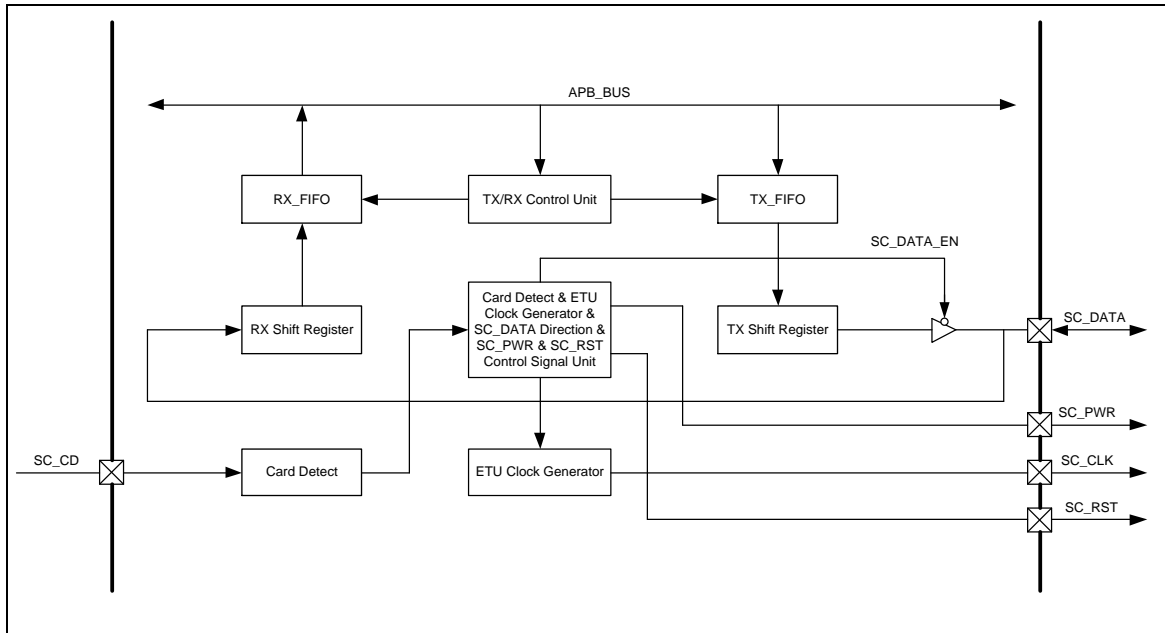 APB_BUS
RX_FIFO
TX/RX Control Unit
TX_FIFO
SC_DATA_EN
RX Shift Register
Card Detect & ETU
Clock Generator &
SC_DATA Direction &
SC_PWR & SC_RST
Control Signal Unit
TX Shift Register
SC_DATA
SC_PWR
SC_CD
Card Detect
ETU Clock Generator
SC_CLK
SC_RST